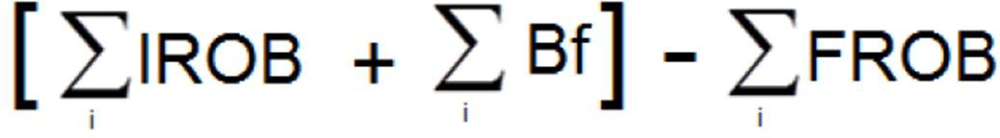 [ ∑IROB + ∑ Bf ] - ∑FROB
i i i